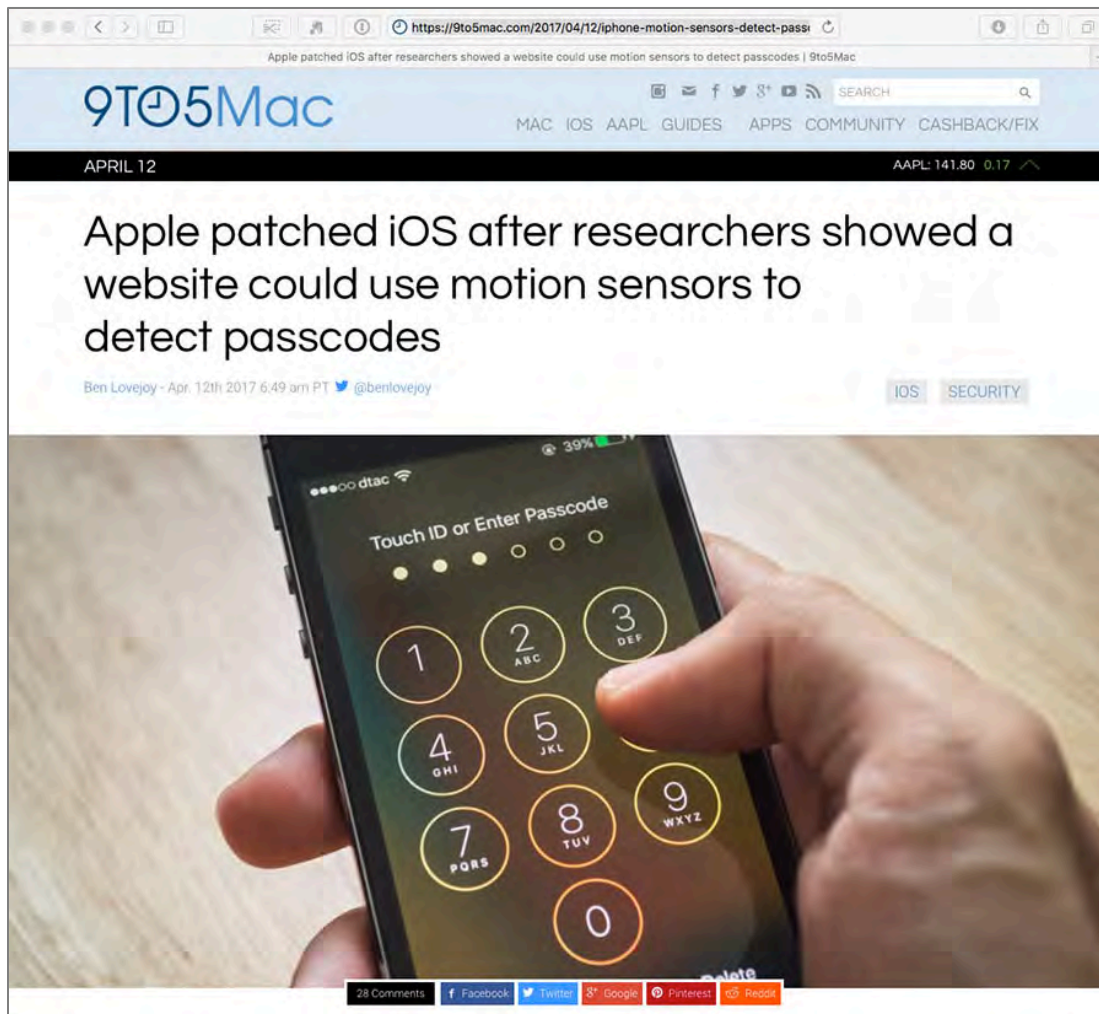 https://9to5mac.com/2017/04/12/iphone-motion-sensors-detect-pass
Apple patched iOS after researchers showed a website could use motion sensors to detect passcodes | 9to5Mac
9TO5Mac
SEARCH
MAC IOS AAPL GUIDES APPS COMMUNITY CASHBACK/FIX
APRIL 12
AAPL: 141.80 0.17
Apple patched iOS after researchers showed a
website could use motion sensors to
detect passcodes
Ben Lovejoy - Apr. 12th 2017 6:49 am PT @benlovejoy
IOS SECURITY
39%
dtac
Touch ID or Enter Passcode
1 2 ABC 3 DEF
4 GHI 5 JKL
7 PQRS 8 TUV 9 WXYZ
0
Delete
28 Comments Facebook Twitter Google Pinterest Reddit